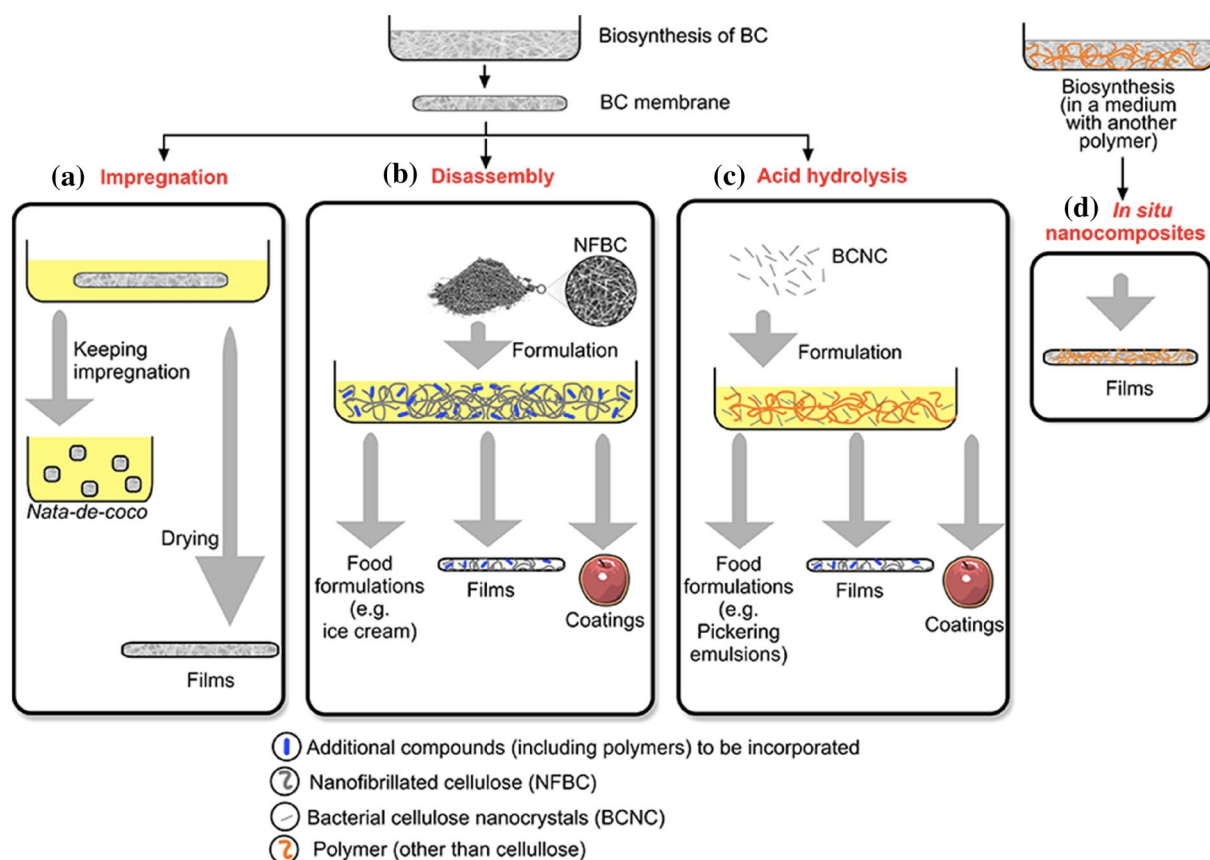 Biosynthesis of BC
BC membrane
Biosynthesis
(in a medium
with another
polymer)
(a) Impregnation
(b) Disassembly
(c) Acid hydrolysis
(d) In situ
nanocomposites
Keeping
impregnation
Nata-de-coco
Drying
Films
NFBC
Formulation
Food
formulations
(e.g.
ice cream)
Films
Coatings
BCNC
Formulation
Food
formulations
(e.g.
Pickering
emulsions)
Films
Coatings
Films
Additional compounds (including polymers) to be incorporated
Nanofibrillated cellulose (NFBC)
Bacterial cellulose nanocrystals (BCNC)
Polymer (other than cellullose)